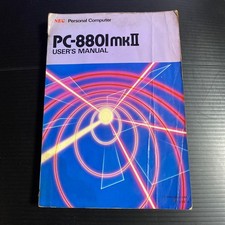 NEC Personal Computer
PC-8801mkII
USER'S MANUAL